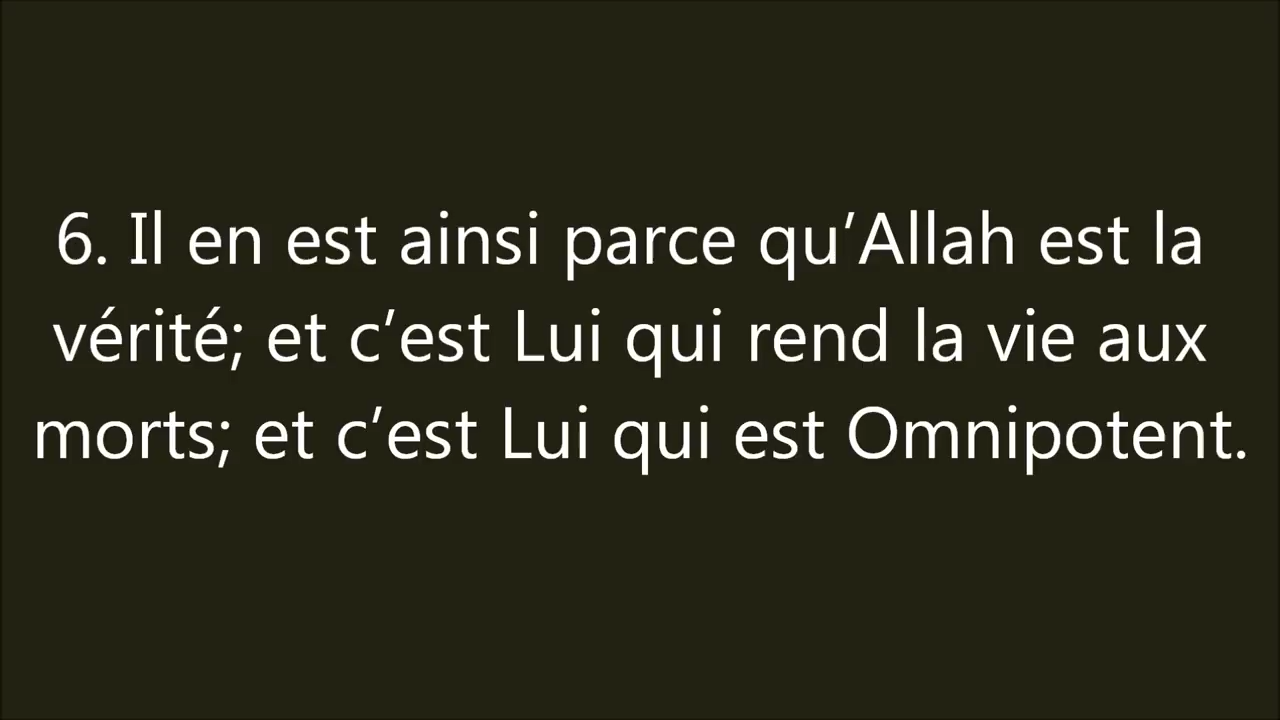 6. Il en est ainsi parce qu’Allah est la
vérité; et c’est Lui qui rend la vie aux
morts; et c’est Lui qui est Omnipotent.